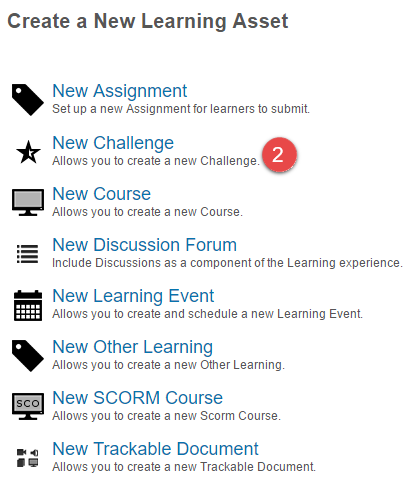 Create a New Learning Asset
New Assignment
Set up a new Assignment for learners to submit.
New Challenge
Allows you to create a new Challenge.
2
New Course
Allows you to create a new Course.
New Discussion Forum
Include Discussions as a component of the Learning experience.
New Learning Event
Allows you to create and schedule a new Learning Event.
New Other Learning
Allows you to create a new Other Learning.
SCO
New SCORM Course
Allows you to create a new Scorm Course.
New Trackable Document
Allows you to create a new Trackable Document.